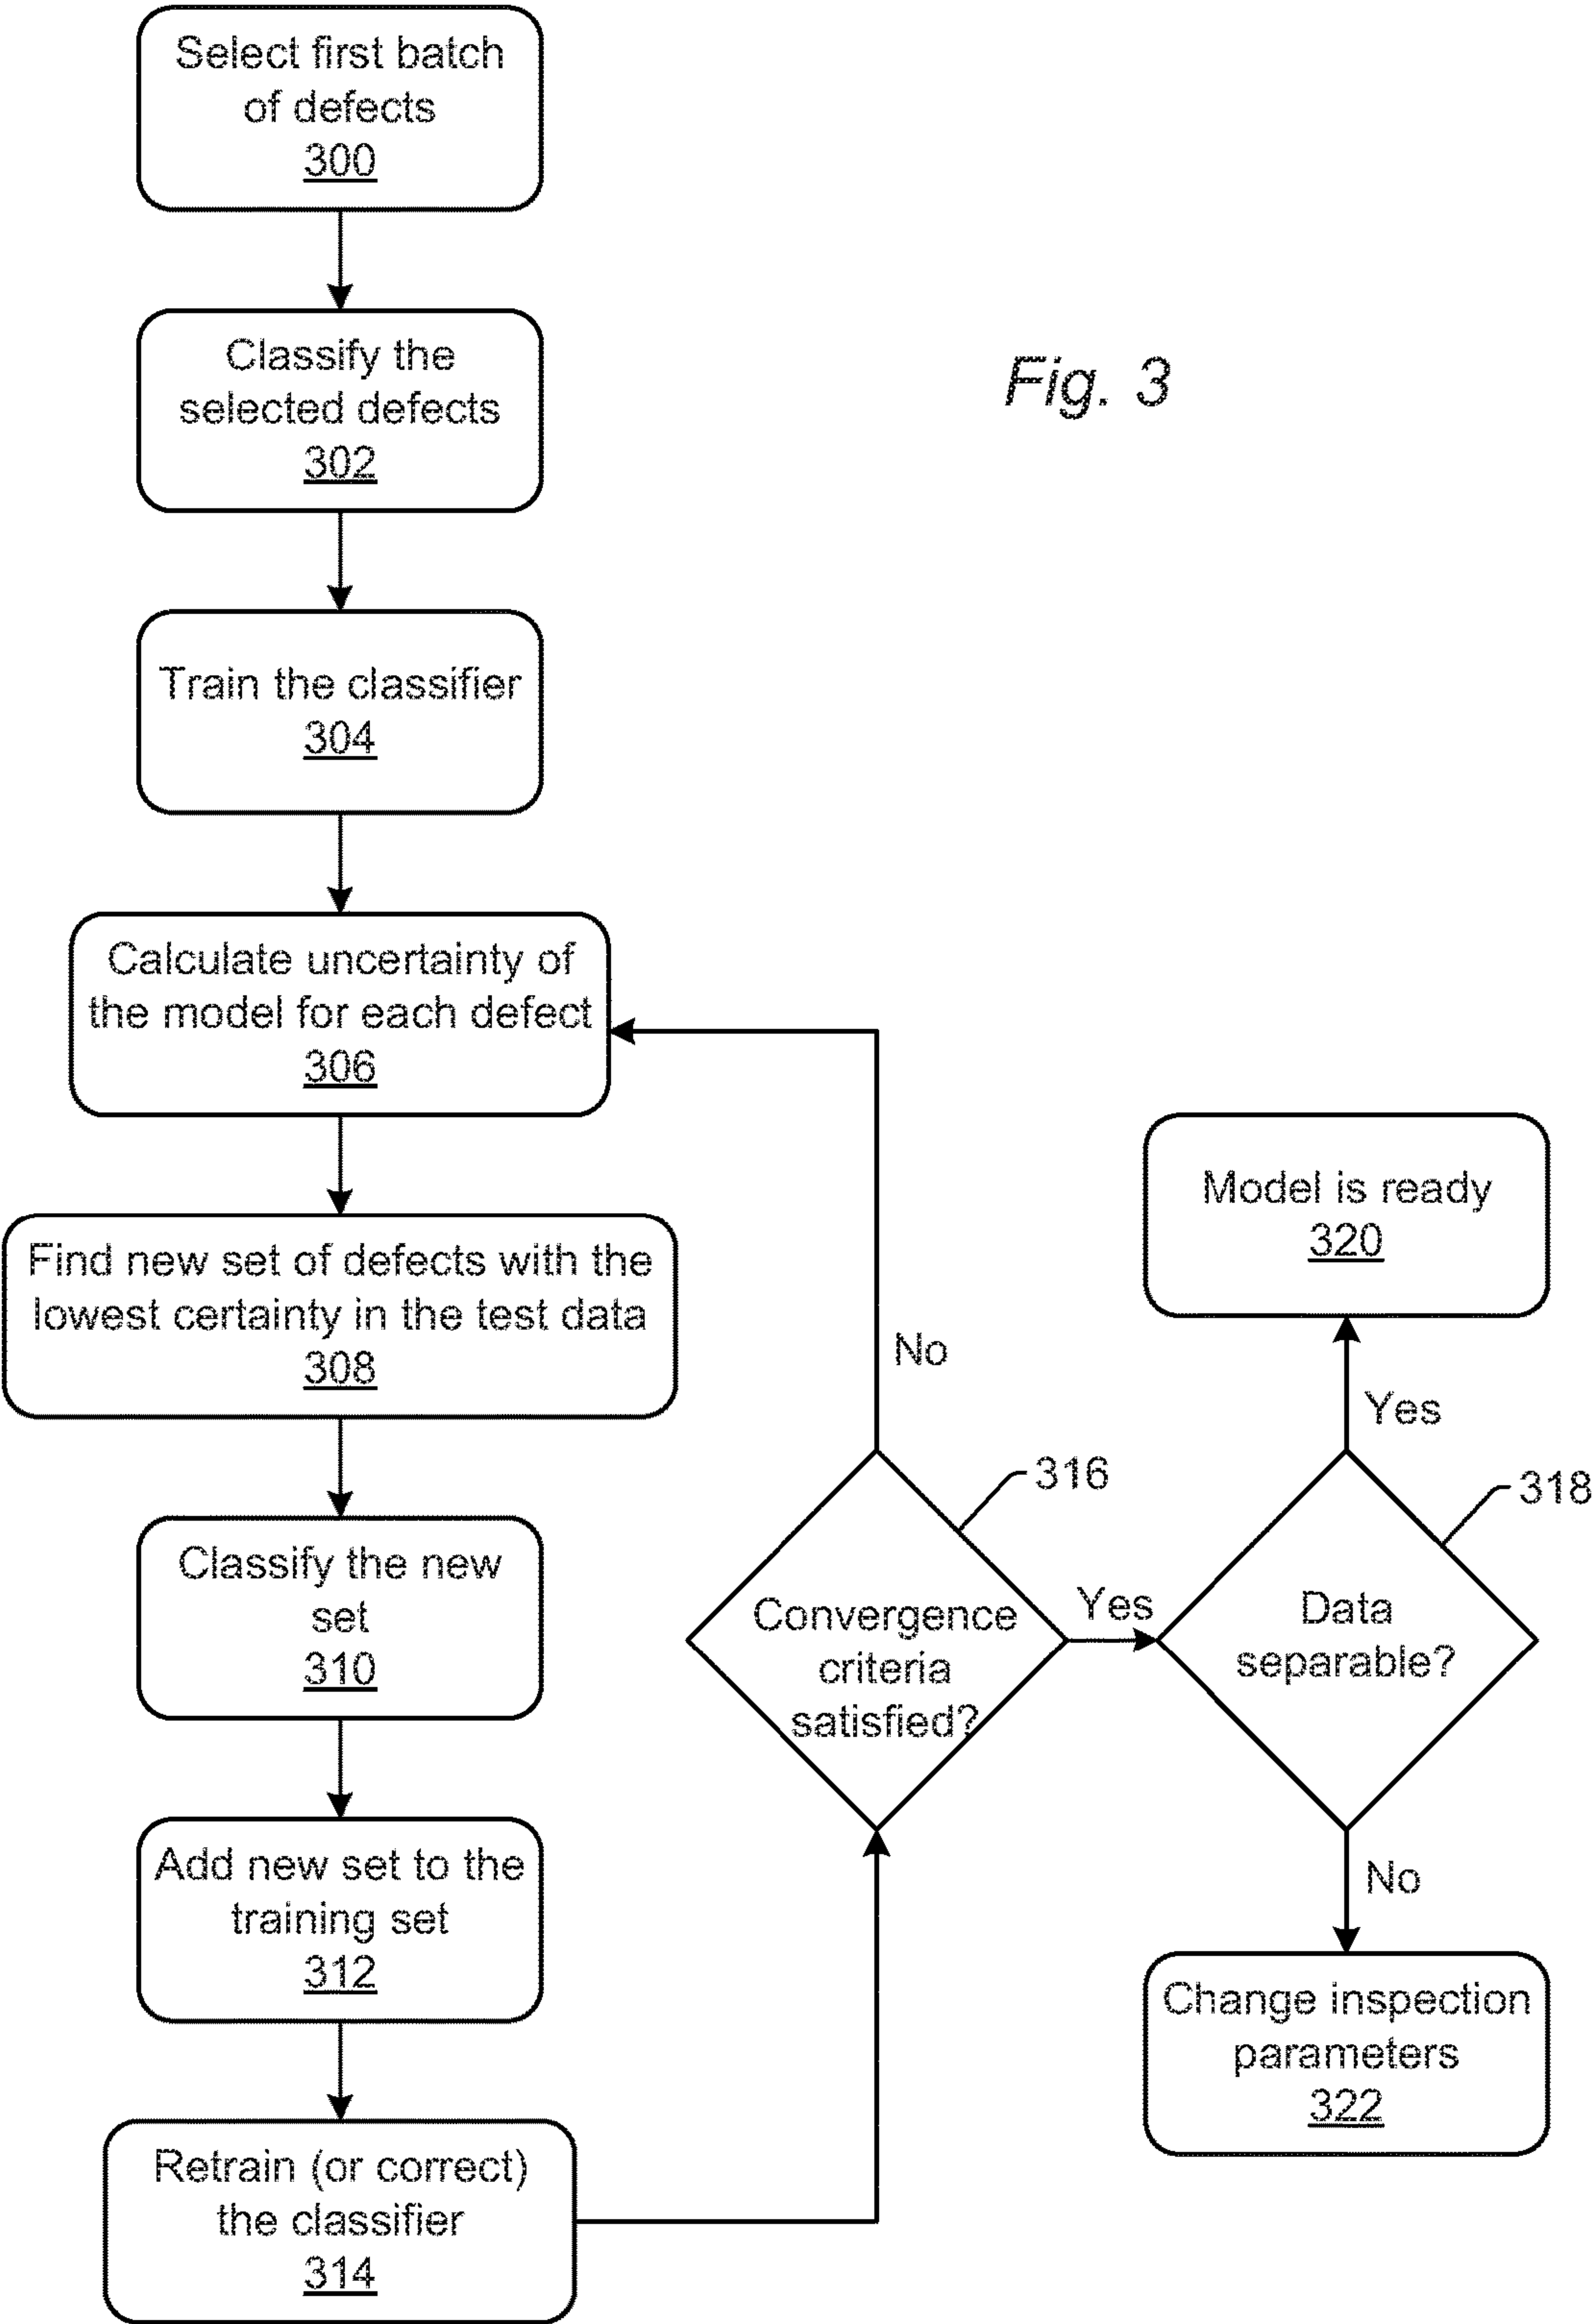 Select first batch
of defects
300
Classify the
selected defects
302
Fig. 3
Train the classifier
304
Calculate uncertainty of
the model for each defect
306
Find new set of defects with the
lowest certainty in the test data
308
Classify the new
set
310
Add new set to the
training set
312
Retrain (or correct)
the classifier
314
No
316
Convergence
criteria
satisfied?
Yes
318
Data
separable?
Yes
Model is ready
320
No
Change inspection
parameters
322